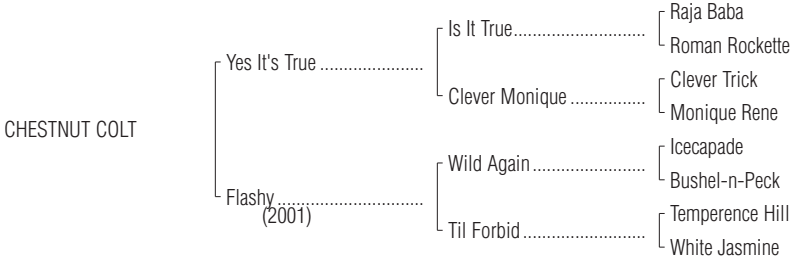 Raja Baba
Is It True............................
Roman Rockette
Yes It's True ......................
Clever Trick
Clever Monique ................
Monique Rene
CHESTNUT COLT
Icecapade
Wild Again........................
Bushel-n-Peck
Flashy...............................
(2001)
Temperence Hill
Til Forbid..........................
White Jasmine